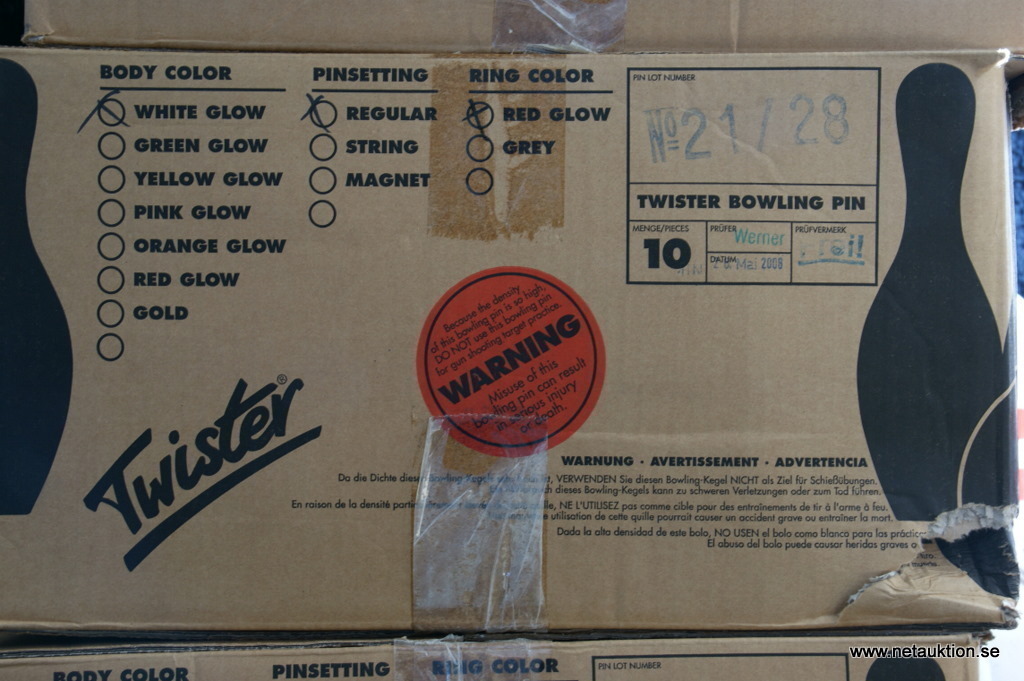 BODY COLOR
WHITE GLOW
GREEN GLOW
YELLOW GLOW
PINK GLOW
ORANGE GLOW
RED GLOW
GOLD
PINSETTING
REGULAR
STRING
MAGNET
RING COLOR
RED GLOW
GREY
PIN LOT NUMBER
No 21/28
TWISTER BOWLING PIN
MENGE/PIECES
10
PRÜFER
Werner
DATUM
Mai 2008
PRÜFVERMERK
Twister®
Because the density
of this bowling pin is so high,
DO NOT use this bowling pin
for gun shooting target practice.
WARNING
Misuse of this
bowling pin can result
in serious injury
or death.
WARNUNG · AVERTISSEMENT · ADVERTENCIA
Da die Dichte dieses VERWENDEN Sie diesen Bowling-Kegel NICHT als Ziel für Schießübungen.
dieses Bowling-Kegels kann zu schweren Verletzungen oder zum Tod führen.
En raison de la densité NE L'UTILISEZ pas comme cible pour des entraînements de tir à l'arme à feu.
utilisation de cette quille pourrait causer un accident grave ou entraîner la mort.
Dada la alta densidad de este bolo, NO USEN el bolo como blanco para las
El abuso del bolo puede causar heridas graves o
BODY COLOR
PINSETTING
RING COLOR
PIN LOT NUMBER
www.netauktion.se